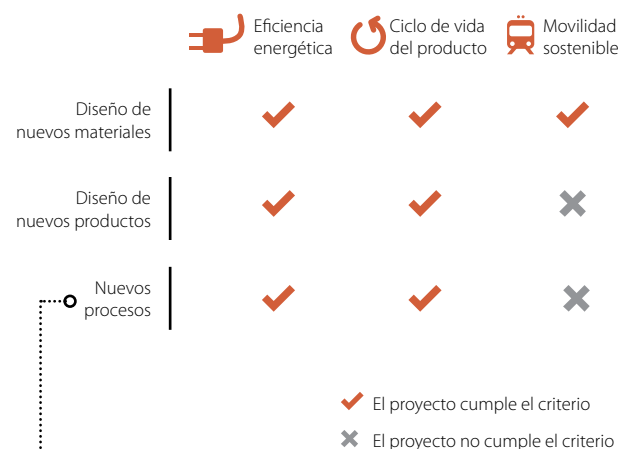 Eficiencia
energética
Ciclo de vida
del producto
Movilidad
sostenible
Diseño de
nuevos materiales
Diseño de
nuevos productos
Nuevos
procesos
El proyecto cumple el criterio
El proyecto no cumple el criterio